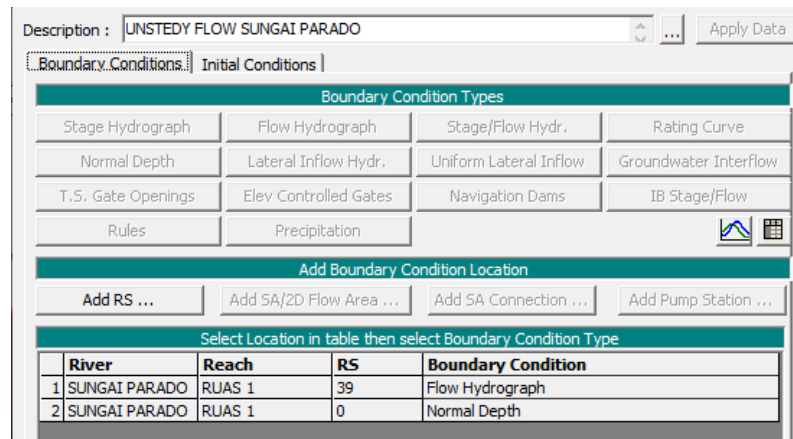 Description : UNSTEDY FLOW SUNGAI PARADO ... Apply Data
Boundary Conditions Initial Conditions
Boundary Condition Types
Stage Hydrograph Flow Hydrograph Stage/Flow Hydr. Rating Curve
Normal Depth Lateral Inflow Hydr. Uniform Lateral Inflow Groundwater Interflow
T.S. Gate Openings Elev Controlled Gates Navigation Dams IB Stage/Flow
Rules Precipitation
Add Boundary Condition Location
Add RS ... Add SA/2D Flow Area ... Add SA Connection ... Add Pump Station ...
Select Location in table then select Boundary Condition Type
River Reach RS Boundary Condition
1 SUNGAI PARADO RUAS 1 39 Flow Hydrograph
2 SUNGAI PARADO RUAS 1 0 Normal Depth